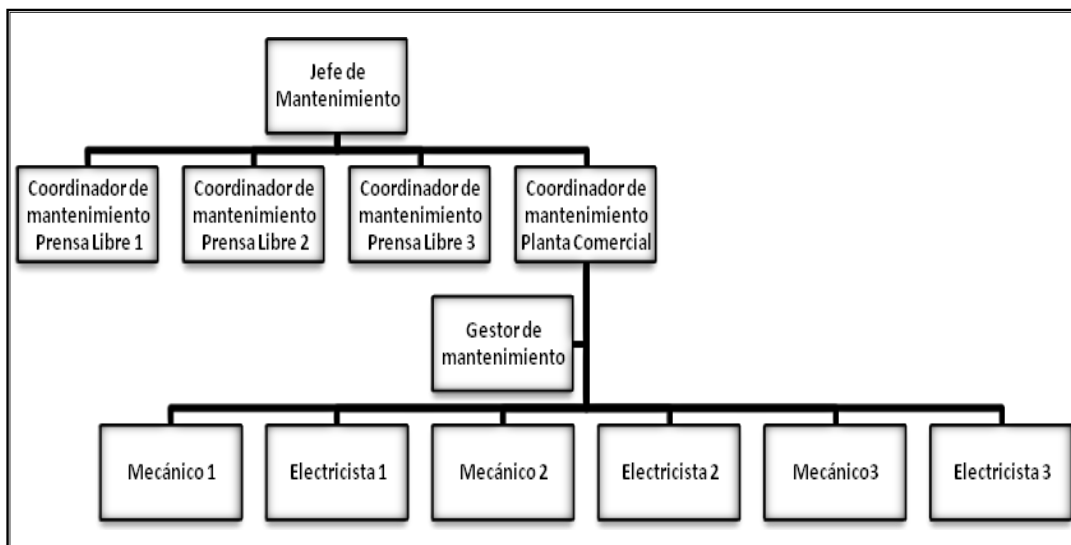 Jefe de
Mantenimiento
Coordinador de
mantenimiento
Prensa Libre 1
Coordinador de
mantenimiento
Prensa Libre 2
Coordinador de
mantenimiento
Prensa Libre 3
Coordinador de
mantenimiento
Planta Comercial
Gestor de
mantenimiento
Mecánico 1
Electricista 1
Mecánico 2
Electricista 2
Mecánico3
Electricista 3